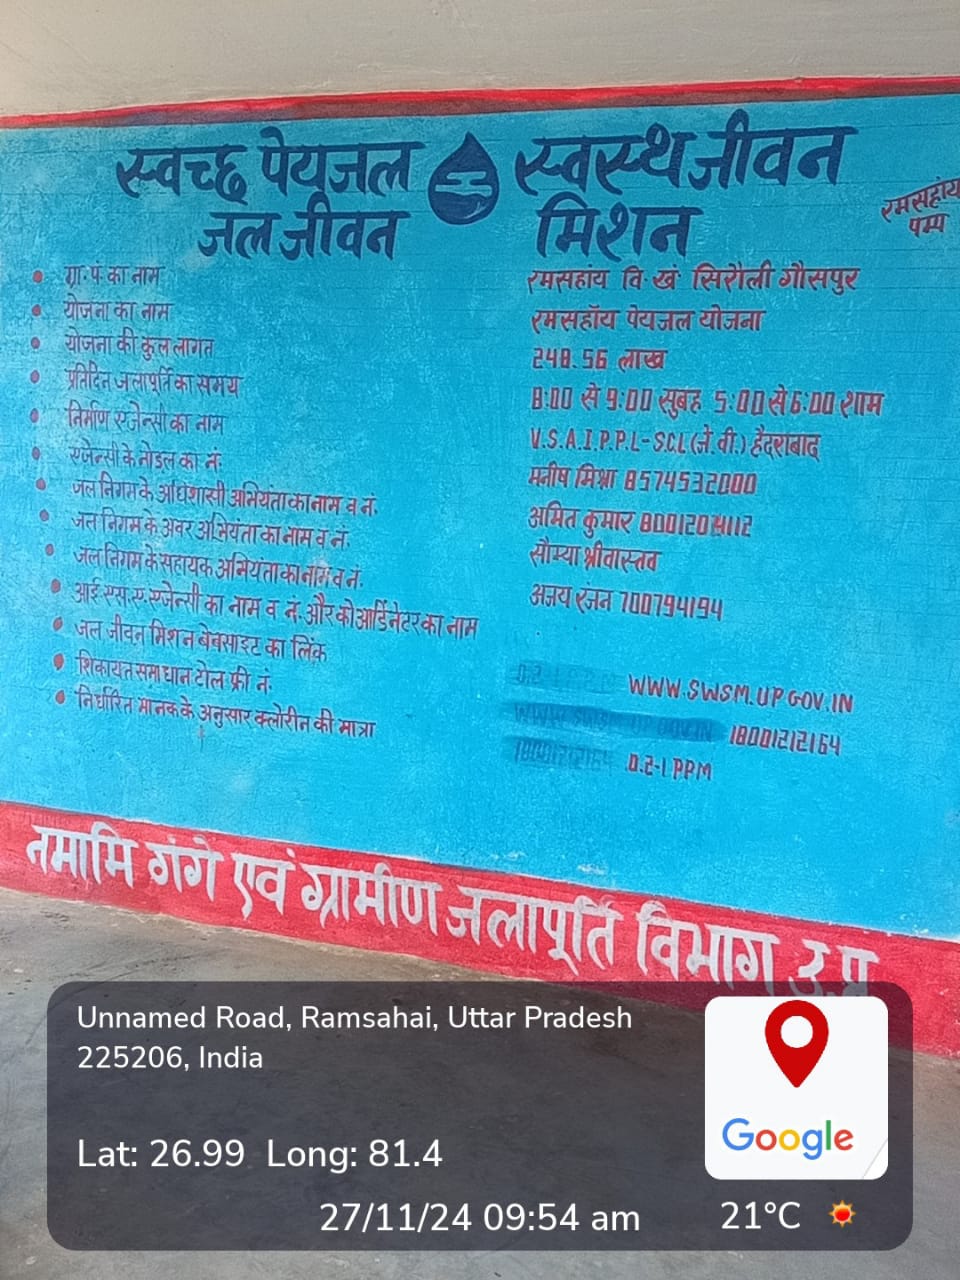 स्वच्छ पेयजल स्वस्थ जीवन
जल जीवन मिशन
रमसहांय
पम्प
ग्रा. पं. का नाम रमसहांय वि खं सिरौली गौसपुर
योजना का नाम रमसहॉय पेयजल योजना
योजना की कुल लागत 248.56 लाख
प्रतिदिन जलापूर्ति का समय 8:00 से 9:00 सुबह 5:00 से 6:00 शाम
निर्माण एजेन्सी का नाम V.S.A.I.P.P.L-S.C.L (जे.वी.) हैदराबाद
एजेन्सी के नोडल का नं. मनीष मिश्रा 8574532000
जल निगम के अधिशासी अभियंता का नाम व नं. अमित कुमार
जल निगम के अवर अभियंता का नाम व नं. सौम्या श्रीवास्तव
जल निगम के सहायक अभियंता का नाम व नं. अजय रंजन 700794194
आई.एस.ए. एजेन्सी का नाम व नं. और कोआर्डिनेटर का नाम
जल जीवन मिशन बेबसाइट का लिंक WWW.SWSM.UP GOV.IN
शिकायत समाधान टोल फ्री नं. 18001212164
निर्धारित मानक के अनुसार क्लोरीन की मात्रा .0.2-1 PPM
नमामि गंगे एवं ग्रामीण जलापूर्ति विभाग उ.प्र
Unnamed Road, Ramsahai, Uttar Pradesh
225206, India
Lat: 26.99 Long: 81.4
27/11/24 09:54 am
21°C
Google